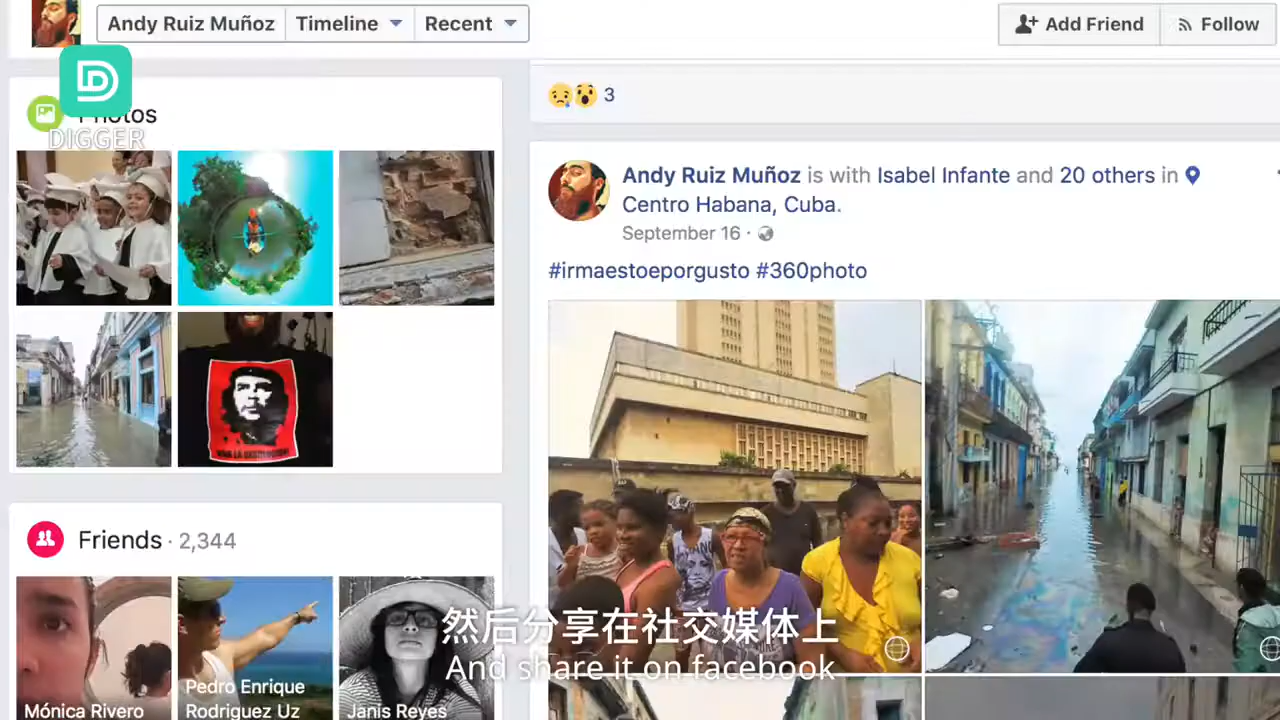 Andy Ruiz Muñoz
Timeline
Recent
Add Friend
Follow
Photos
DIGGER
3
Andy Ruiz Muñoz is with Isabel Infante and 20 others in
Centro Habana, Cuba.
September 16 ·
#irmaestoeporgusto #360photo
Friends · 2,344
Mónica Rivero
Pedro Enrique
Rodriguez Uz
Janis Reyes
然后分享在社交媒体上
And share it on facebook